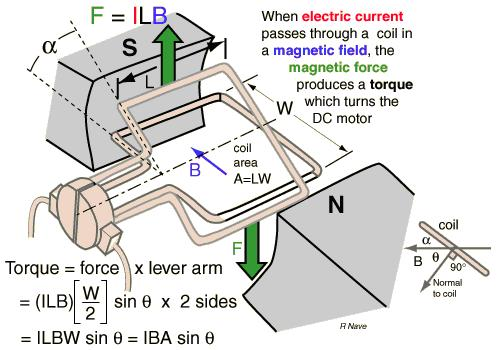 F = ILB
When electric current
passes through a coil in
a magnetic field, the
magnetic force
produces a torque
which turns the
DC motor
α
S
L
W
coil
area
A=LW
B
N
F
coil
α
B
θ
90°
Normal
to coil
Torque = force x lever arm
= (ILB) [W/2] sin θ x 2 sides
= ILBW sin θ = IBA sin θ
R Nave